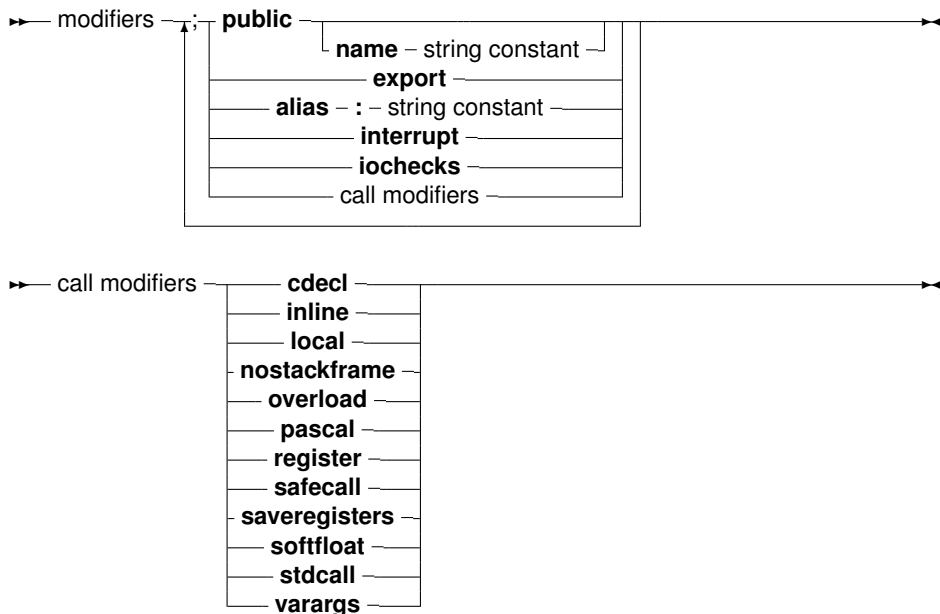 modifiers ; public
name string constant
export
alias : string constant
interrupt
iochecks
call modifiers
call modifiers cdecl
inline
local
nostackframe
overload
pascal
register
safecall
saveregisters
softfloat
stdcall
varargs